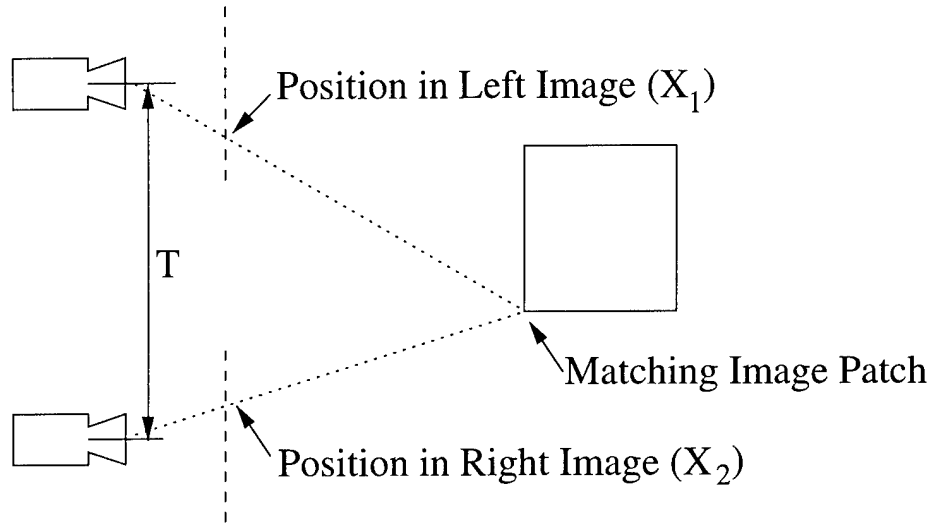 Position in Left Image (X1)
T
Matching Image Patch
Position in Right Image (X2)